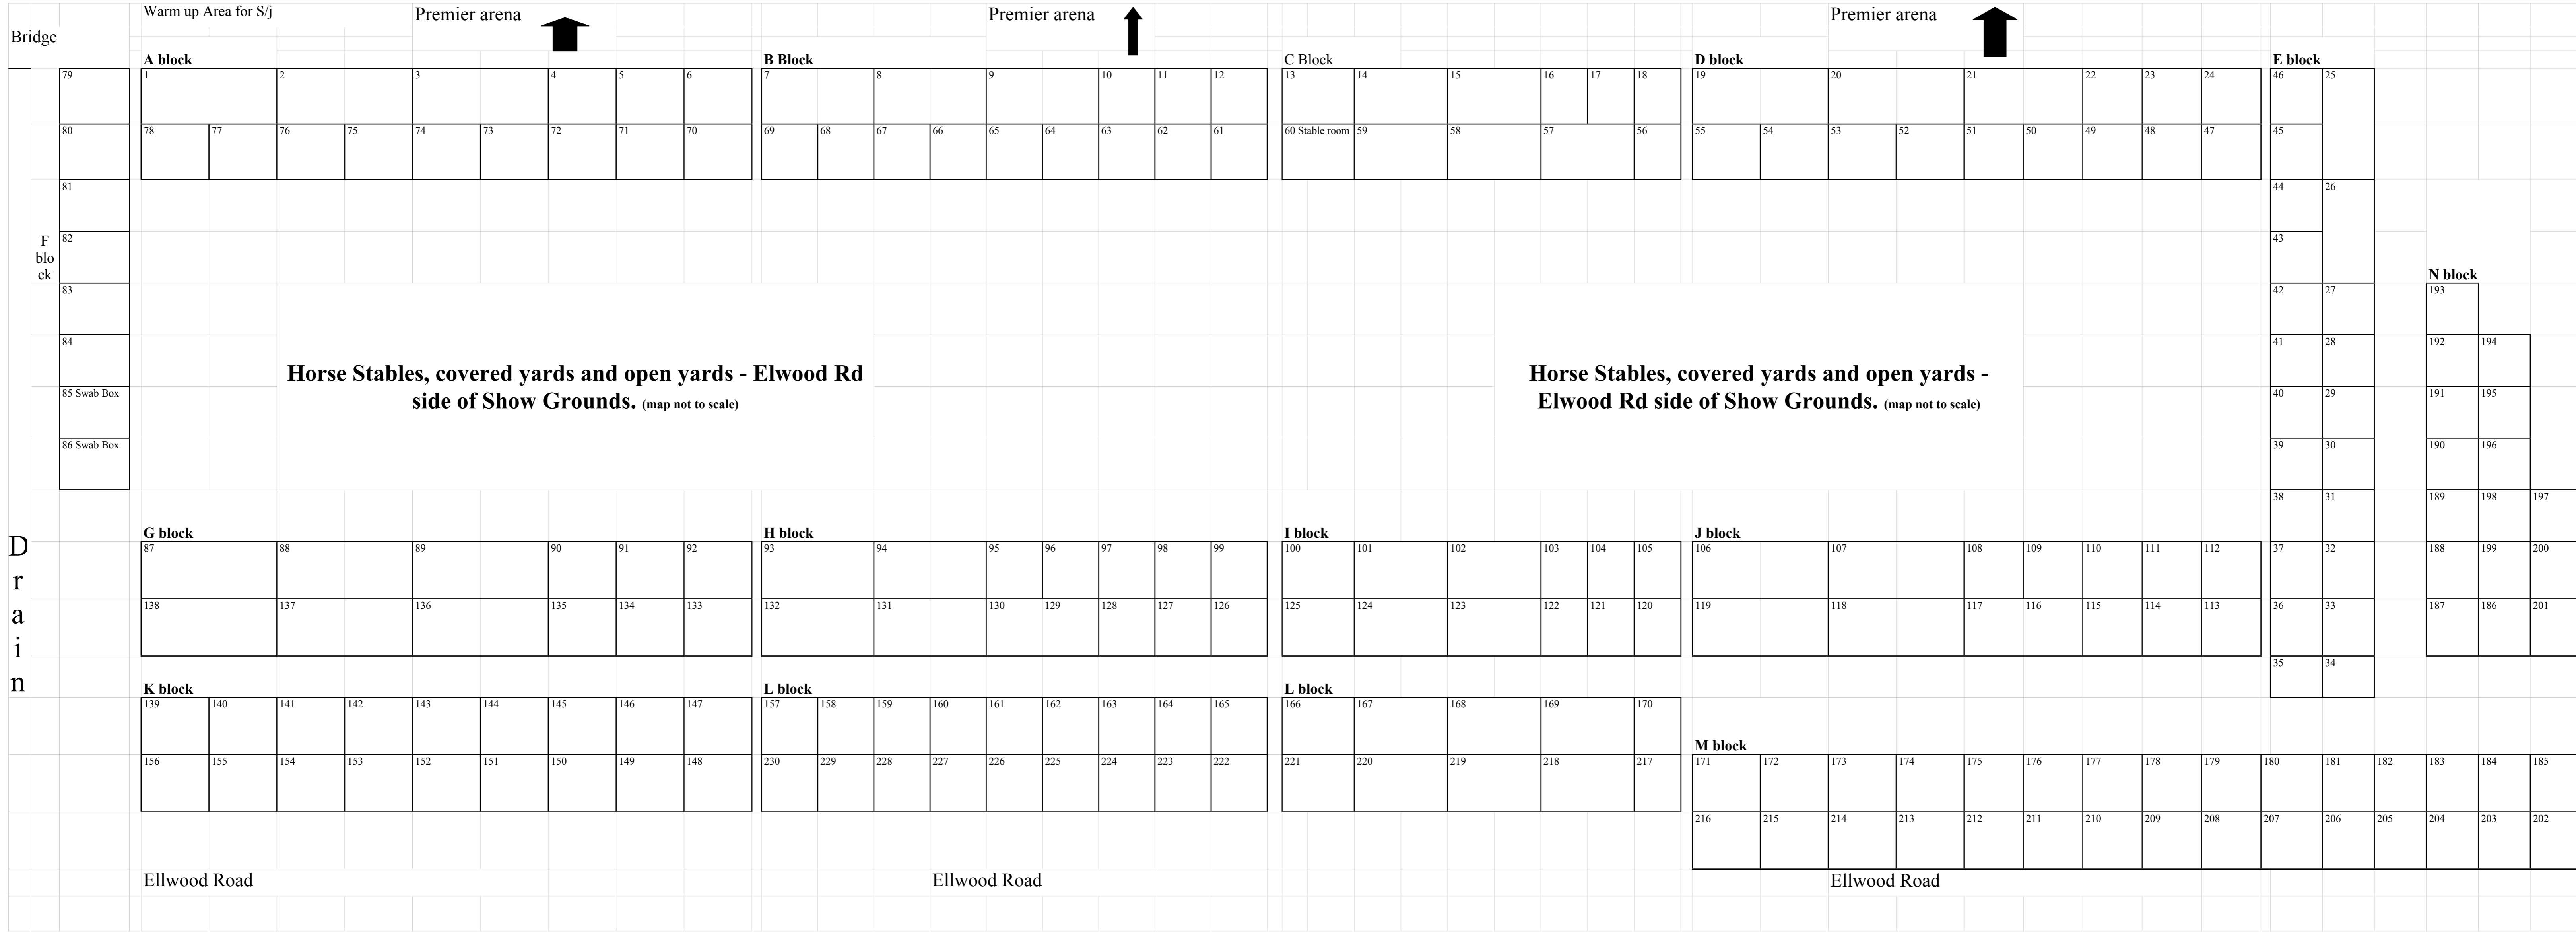 Warm up Area for S/j Premier arena Premier arena Premier arena
Bridge
A block B Block C Block D block E block
79 1 2 3 4 5 6 7 8 9 10 11 12 13 14 15 16 17 18 19 20 21 22 23 24 46 25
80 78 77 76 75 74 73 72 71 70 69 68 67 66 65 64 63 62 61 60 Stable room 59 58 57 56 55 54 53 52 51 50 49 48 47 45
81 44 26
F
blo
ck
82 43
N block
83 42 27 193
84 41 28 192 194
Horse Stables, covered yards and open yards - Elwood Rd
side of Show Grounds. (map not to scale)
Horse Stables, covered yards and open yards -
Elwood Rd side of Show Grounds. (map not to scale)
85 Swab Box 40 29 191 195
86 Swab Box 39 30 190 196
38 31 189 198 197
D
r
a
i
n
G block H block I block J block
87 88 89 90 91 92 93 94 95 96 97 98 99 100 101 102 103 104 105 106 107 108 109 110 111 112 37 32 188 199 200
138 137 136 135 134 133 132 131 130 129 128 127 126 125 124 123 122 121 120 119 118 117 116 115 114 113 36 33 187 186 201
35 34
K block L block L block
139 140 141 142 143 144 145 146 147 157 158 159 160 161 162 163 164 165 166 167 168 169 170
M block
156 155 154 153 152 151 150 149 148 230 229 228 227 226 225 224 223 222 221 220 219 218 217 171 172 173 174 175 176 177 178 179 180 181 182 183 184 185
216 215 214 213 212 211 210 209 208 207 206 205 204 203 202
Ellwood Road Ellwood Road Ellwood Road